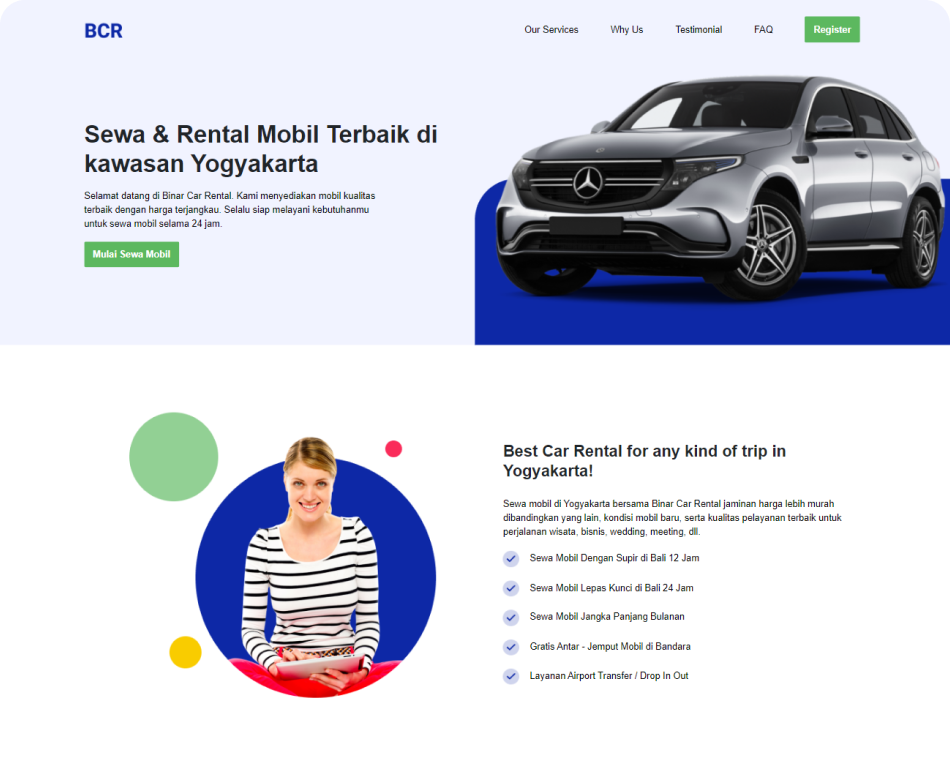 BCR
Our Services
Why Us
Testimonial
FAQ
Register
Sewa & Rental Mobil Terbaik di
kawasan Yogyakarta
Selamat datang di Binar Car Rental. Kami menyediakan mobil kualitas
terbaik dengan harga terjangkau. Selalu siap melayani kebutuhanmu
untuk sewa mobil selama 24 jam.
Mulai Sewa Mobil
Best Car Rental for any kind of trip in
Yogyakarta!
Sewa mobil di Yogyakarta bersama Binar Car Rental jaminan harga lebih murah
dibandingkan yang lain, kondisi mobil baru, serta kualitas pelayanan terbaik untuk
perjalanan wisata, bisnis, wedding, meeting, dll.
Sewa Mobil Dengan Supir di Bali 12 Jam
Sewa Mobil Lepas Kunci di Bali 24 Jam
Sewa Mobil Jangka Panjang Bulanan
Gratis Antar - Jemput Mobil di Bandara
Layanan Airport Transfer / Drop In Out